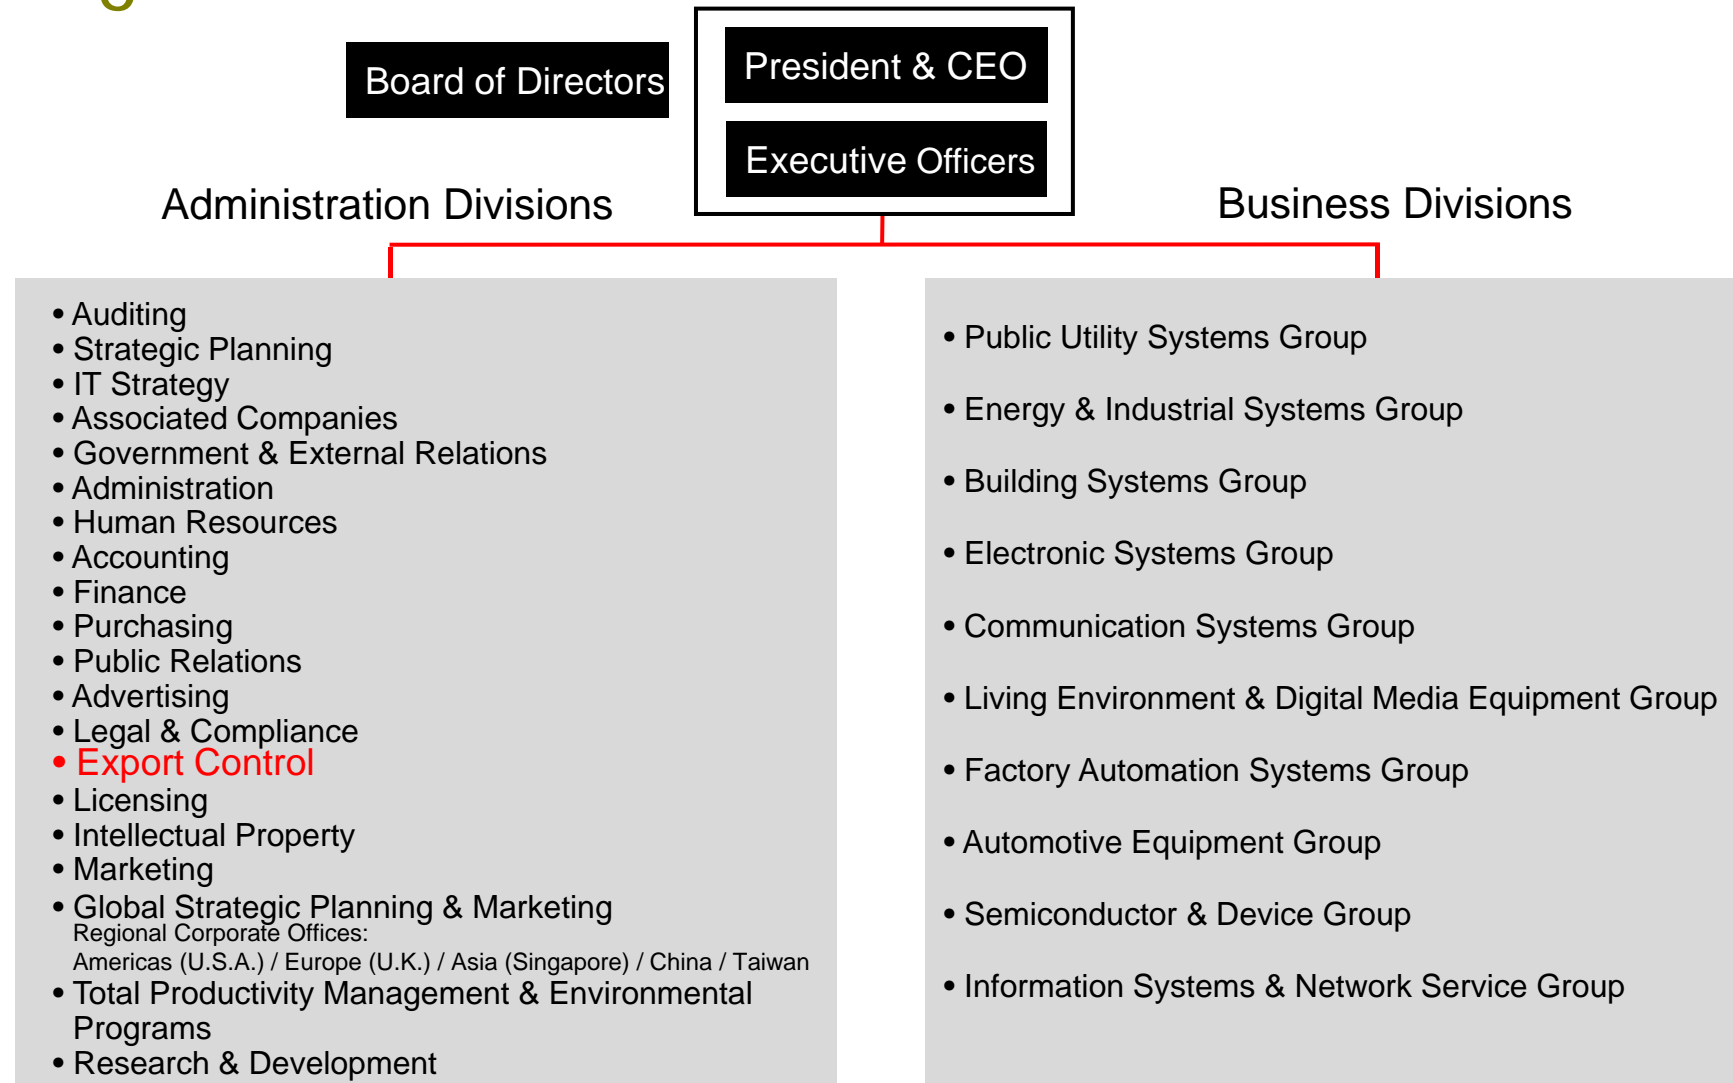 Board of Directors
President & CEO
Executive Officers
Administration Divisions
Business Divisions
• Auditing
• Strategic Planning
• IT Strategy
• Associated Companies
• Government & External Relations
• Administration
• Human Resources
• Accounting
• Finance
• Purchasing
• Public Relations
• Advertising
• Legal & Compliance
• Export Control
• Licensing
• Intellectual Property
• Marketing
• Global Strategic Planning & Marketing
Regional Corporate Offices:
Americas (U.S.A.) / Europe (U.K.) / Asia (Singapore) / China / Taiwan
• Total Productivity Management & Environmental
Programs
• Research & Development
• Public Utility Systems Group
• Energy & Industrial Systems Group
• Building Systems Group
• Electronic Systems Group
• Communication Systems Group
• Living Environment & Digital Media Equipment Group
• Factory Automation Systems Group
• Automotive Equipment Group
• Semiconductor & Device Group
• Information Systems & Network Service Group